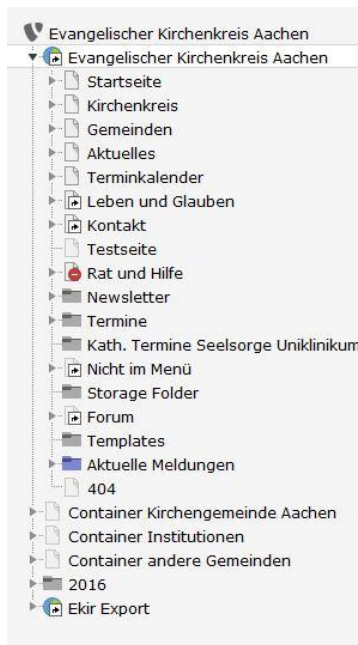 Evangelischer Kirchenkreis Aachen
Evangelischer Kirchenkreis Aachen
Startseite
Kirchenkreis
Gemeinden
Aktuelles
Terminkalender
Leben und Glauben
Kontakt
Testseite
Rat und Hilfe
Newsletter
Termine
Kath. Termine Seelsorge Uniklinikum
Nicht im Menü
Storage Folder
Forum
Templates
Aktuelle Meldungen
404
Container Kirchengemeinde Aachen
Container Institutionen
Container andere Gemeinden
2016
Ekir Export